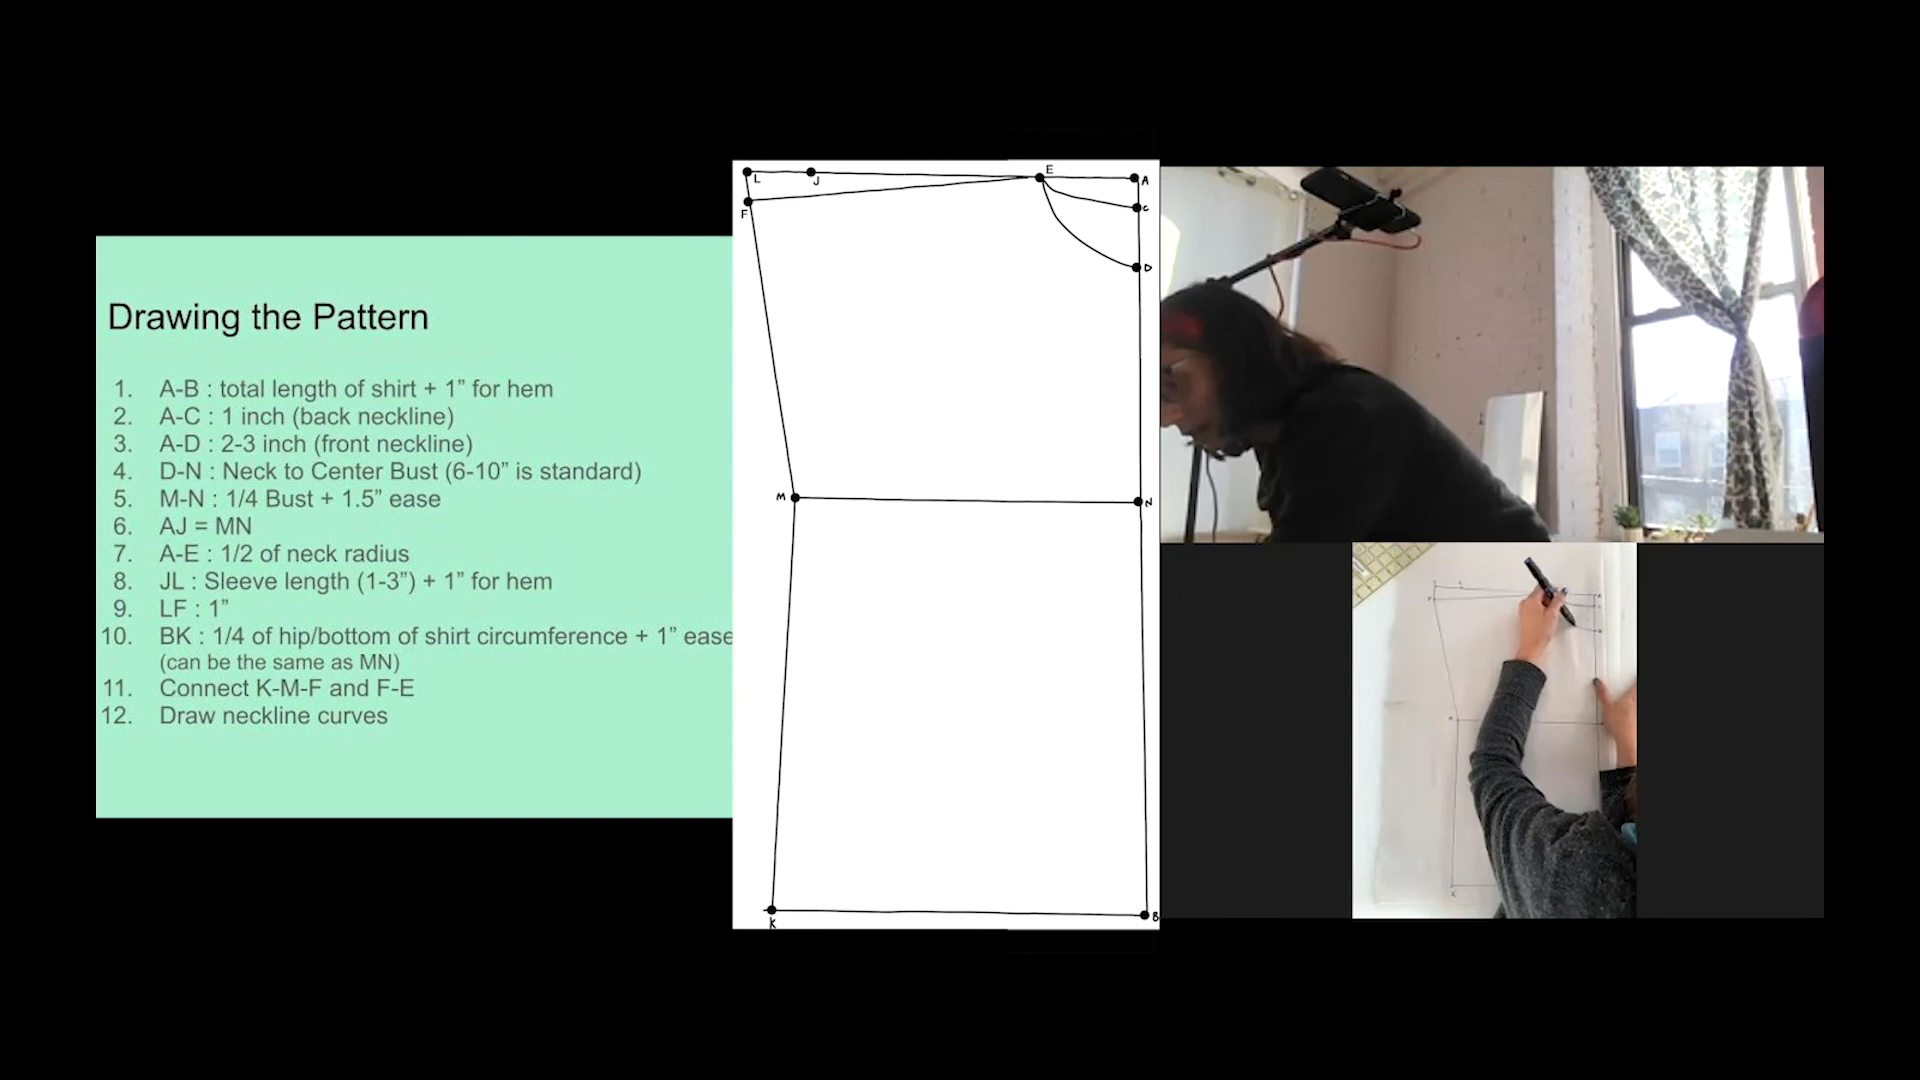 Drawing the Pattern
1. A-B : total length of shirt + 1” for hem
2. A-C : 1 inch (back neckline)
3. A-D : 2-3 inch (front neckline)
4. D-N : Neck to Center Bust (6-10” is standard)
5. M-N : 1/4 Bust + 1.5” ease
6. AJ = MN
7. A-E : 1/2 of neck radius
8. JL : Sleeve length (1-3”) + 1” for hem
9. LF : 1”
10. BK : 1/4 of hip/bottom of shirt circumference + 1” ease
(can be the same as MN)
11. Connect K-M-F and F-E
12. Draw neckline curves
L J E A
F C
D
M N
K B